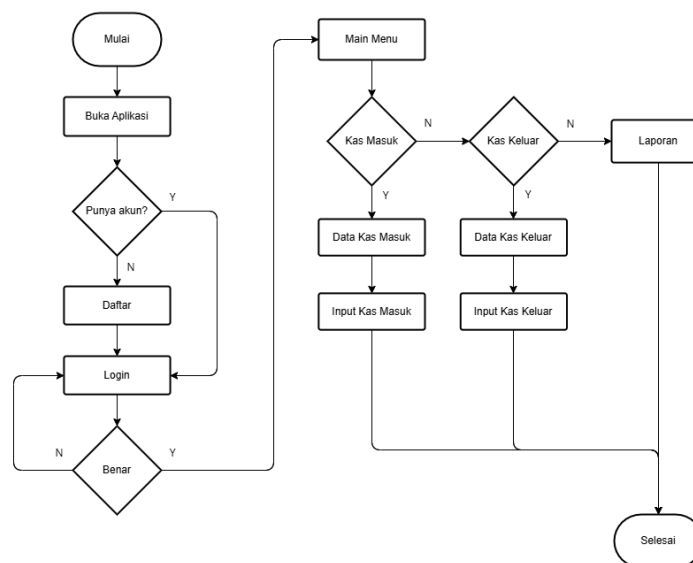 Mulai
Buka Aplikasi
Punya akun?
Y
N
Daftar
Login
Benar
N
Y
Main Menu
Kas Masuk
N
Y
Data Kas Masuk
Input Kas Masuk
Kas Keluar
N
Y
Data Kas Keluar
Input Kas Keluar
Laporan
Selesai